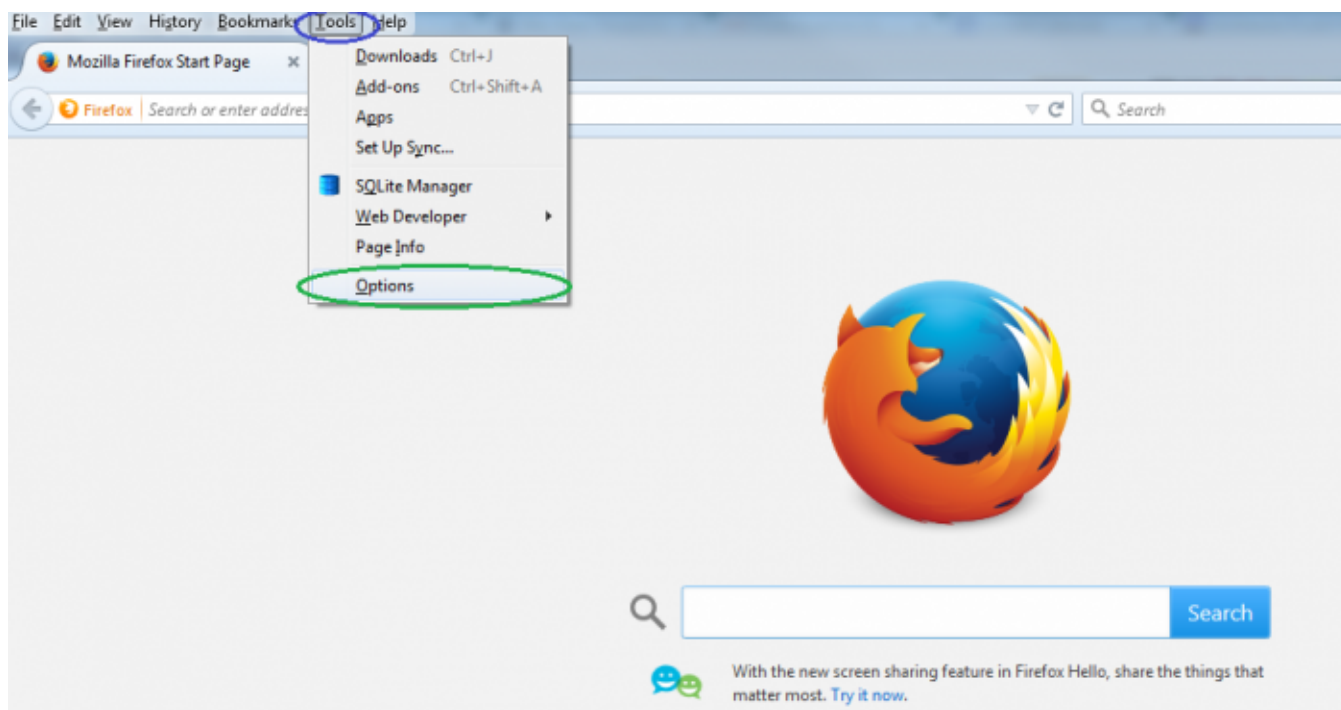 File Edit View History Bookmarks Tools Help
Mozilla Firefox Start Page
Firefox Search or enter addres
Search
Downloads Ctrl+J
Add-ons Ctrl+Shift+A
Apps
Set Up Sync...
SQLite Manager
Web Developer
Page Info
Options
Search
With the new screen sharing feature in Firefox Hello, share the things that
matter most. Try it now.